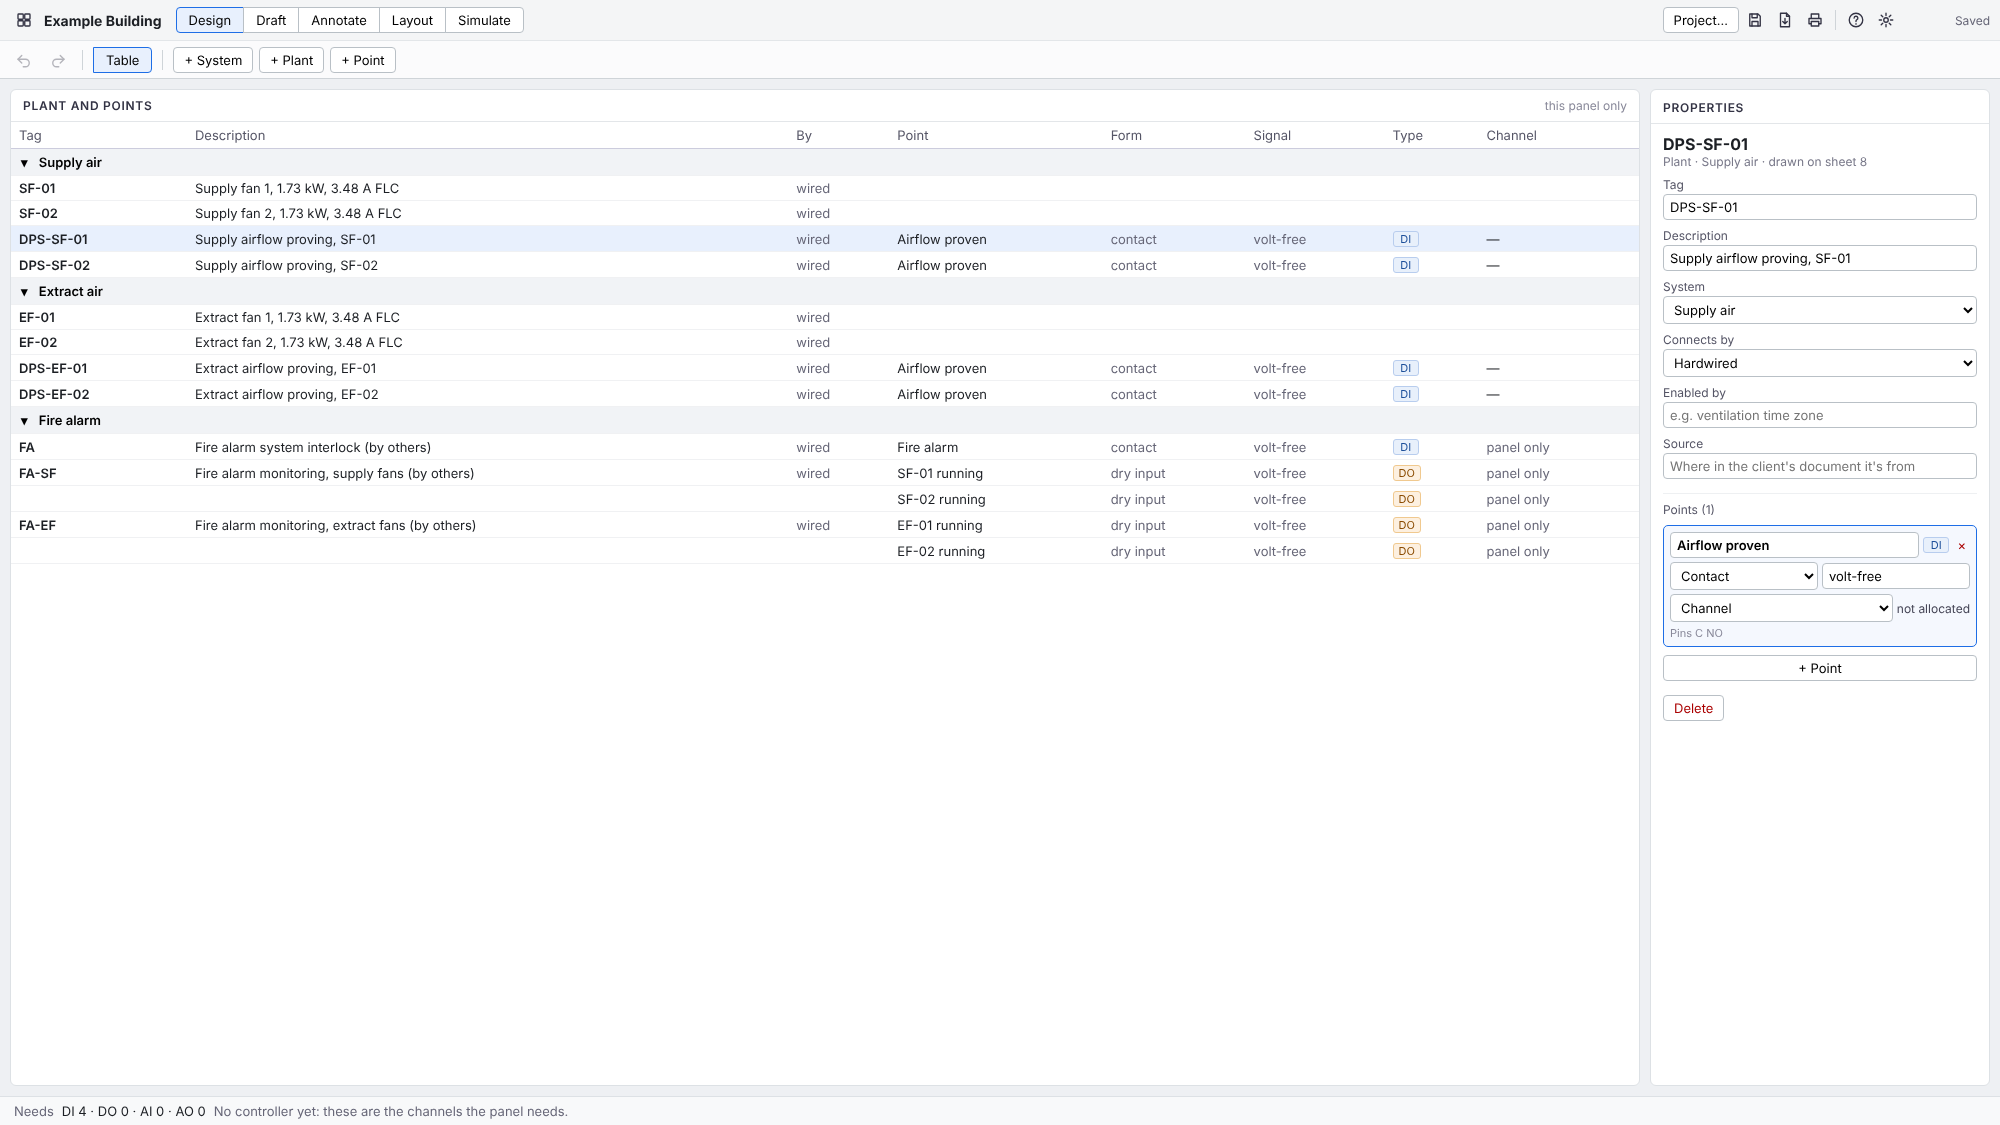 Example Building Design Draft Annotate Layout Simulate Project... Saved
Table + System + Plant + Point
PLANT AND POINTS this panel only
Tag Description By Point Form Signal Type Channel
▼ Supply air
SF-01 Supply fan 1, 1.73 kW, 3.48 A FLC wired
SF-02 Supply fan 2, 1.73 kW, 3.48 A FLC wired
DPS-SF-01 Supply airflow proving, SF-01 wired Airflow proven contact volt-free DI —
DPS-SF-02 Supply airflow proving, SF-02 wired Airflow proven contact volt-free DI —
▼ Extract air
EF-01 Extract fan 1, 1.73 kW, 3.48 A FLC wired
EF-02 Extract fan 2, 1.73 kW, 3.48 A FLC wired
DPS-EF-01 Extract airflow proving, EF-01 wired Airflow proven contact volt-free DI —
DPS-EF-02 Extract airflow proving, EF-02 wired Airflow proven contact volt-free DI —
▼ Fire alarm
FA Fire alarm system interlock (by others) wired Fire alarm contact volt-free DI panel only
FA-SF Fire alarm monitoring, supply fans (by others) wired SF-01 running dry input volt-free DO panel only
SF-02 running dry input volt-free DO panel only
FA-EF Fire alarm monitoring, extract fans (by others) wired EF-01 running dry input volt-free DO panel only
EF-02 running dry input volt-free DO panel only
PROPERTIES
DPS-SF-01
Plant · Supply air · drawn on sheet 8
Tag
DPS-SF-01
Description
Supply airflow proving, SF-01
System
Supply air
Connects by
Hardwired
Enabled by
e.g. ventilation time zone
Source
Where in the client's document it's from
Points (1)
Airflow proven DI ×
Contact volt-free
Channel not allocated
Pins C NO
+ Point
Delete
Needs DI 4 · DO 0 · AI 0 · AO 0 No controller yet: these are the channels the panel needs.